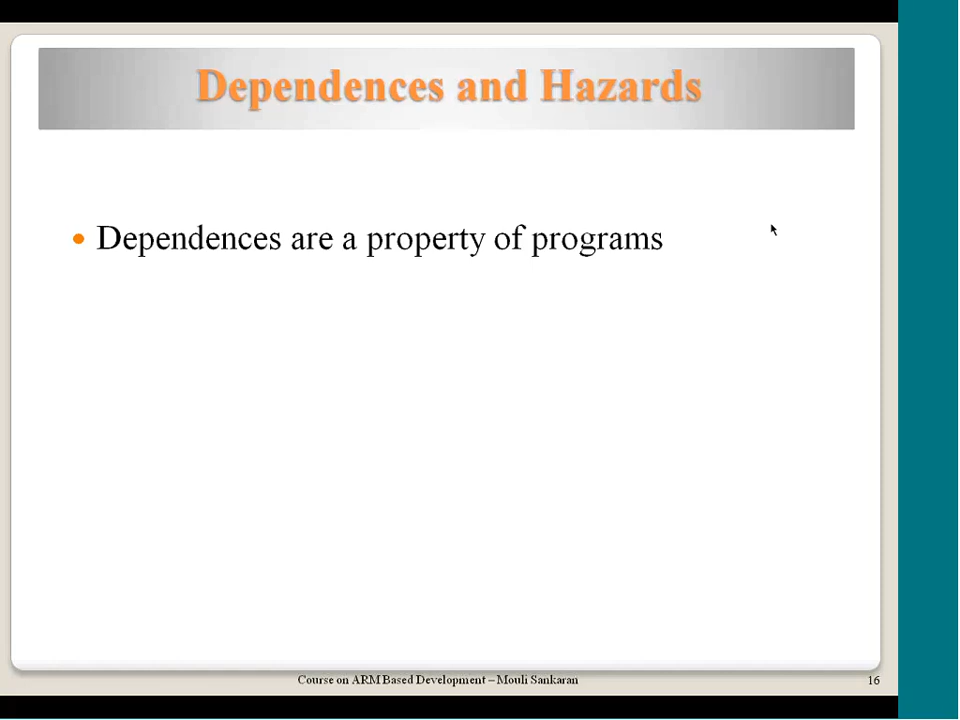 Dependences and Hazards
• Dependences are a property of programs
Course on ARM Based Development – Mouli Sankaran
16